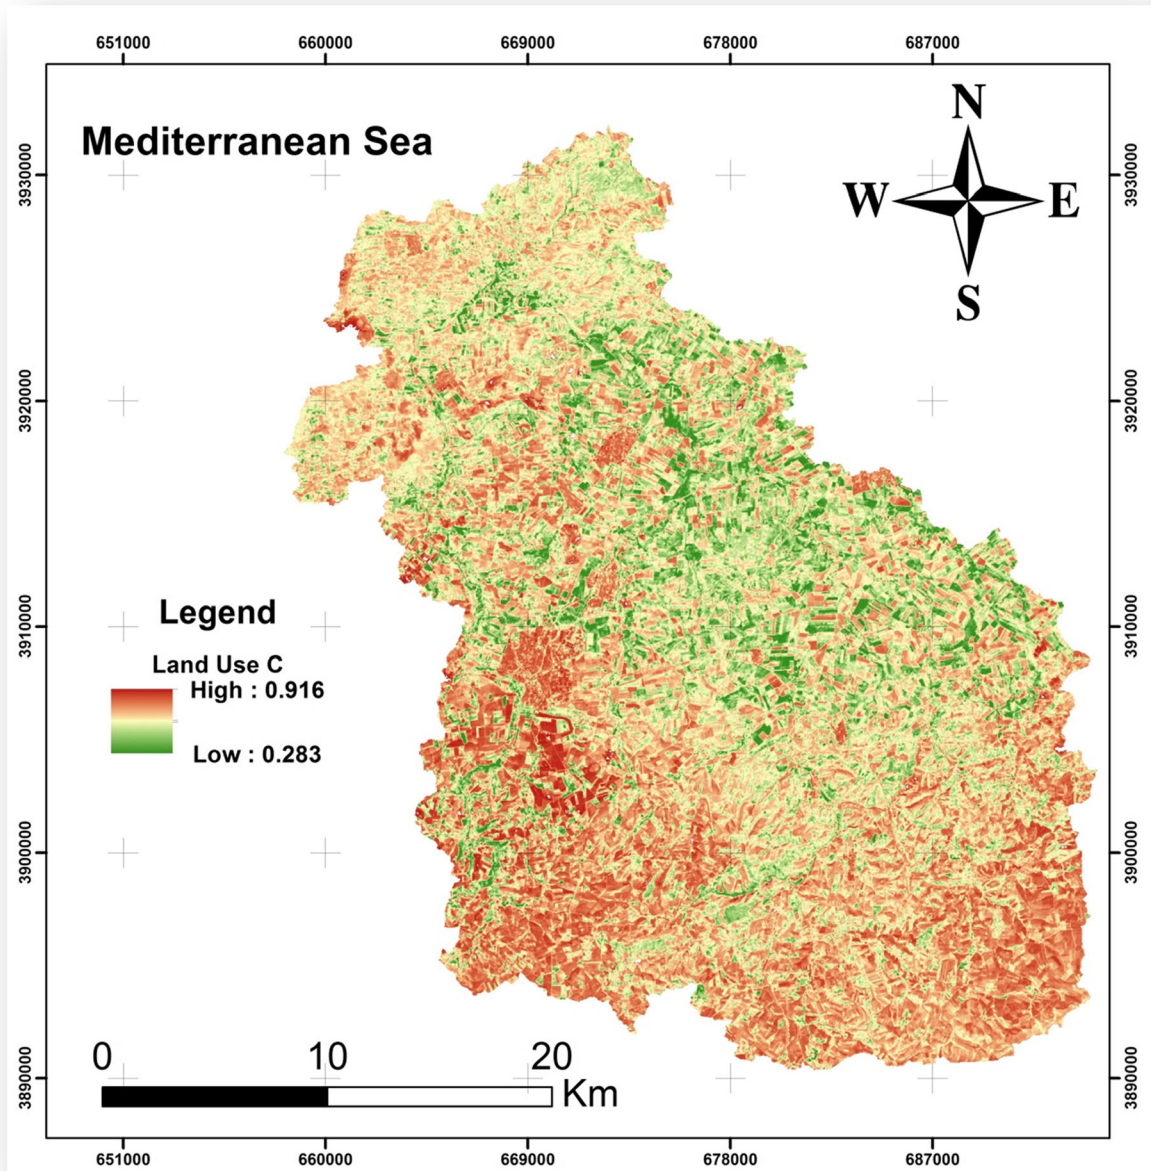 651000 660000 669000 678000 687000
Mediterranean Sea
N
W E
S
3930000 3930000
3920000 3920000
3910000 3910000
3900000 3900000
3890000 3890000
Legend
Land Use C
High : 0.916
Low : 0.283
0 10 20
Km
651000 660000 669000 678000 687000